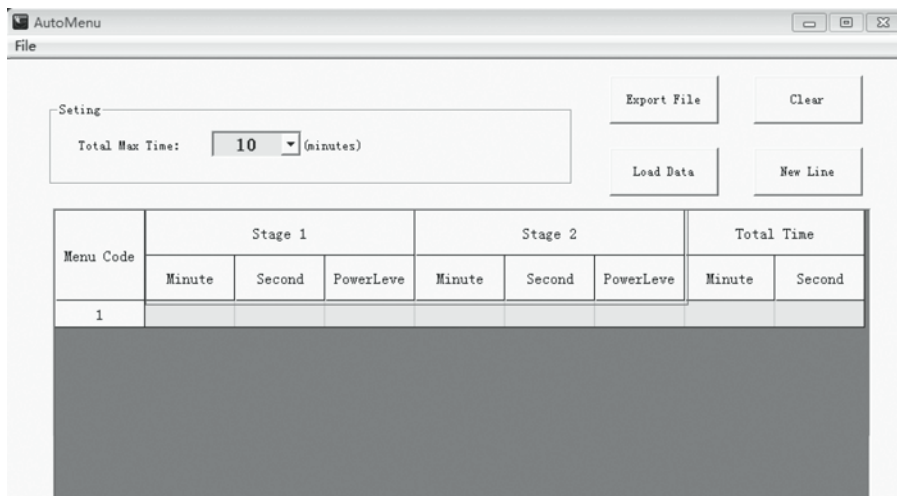 AutoMenu
File
Export File
Clear
Seting
Total Max Time:
10
(minutes)
Load Data
New Line
Menu Code
Stage 1
Stage 2
Total Time
Minute
Second
PowerLeve
Minute
Second
PowerLeve
Minute
Second
1